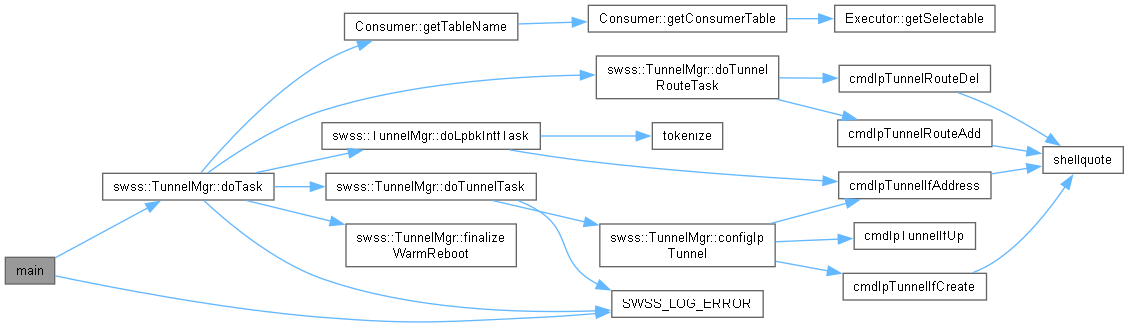 Consumer::getTableName
Consumer::getConsumerTable
Executor::getSelectable
swss::TunnelMgr::doTunnel
RouteTask
cmdIpTunnelRouteDel
swss::TunnelMgr::doLpbkIntfTask
tokenize
cmdIpTunnelRouteAdd
shellquote
swss::TunnelMgr::doTask
swss::TunnelMgr::doTunnelTask
cmdIpTunnelIfAddress
swss::TunnelMgr::finalize
WarmReboot
swss::TunnelMgr::configIp
Tunnel
cmdIpTunnelIfUp
main
cmdIpTunnelIfCreate
SWSS_LOG_ERROR